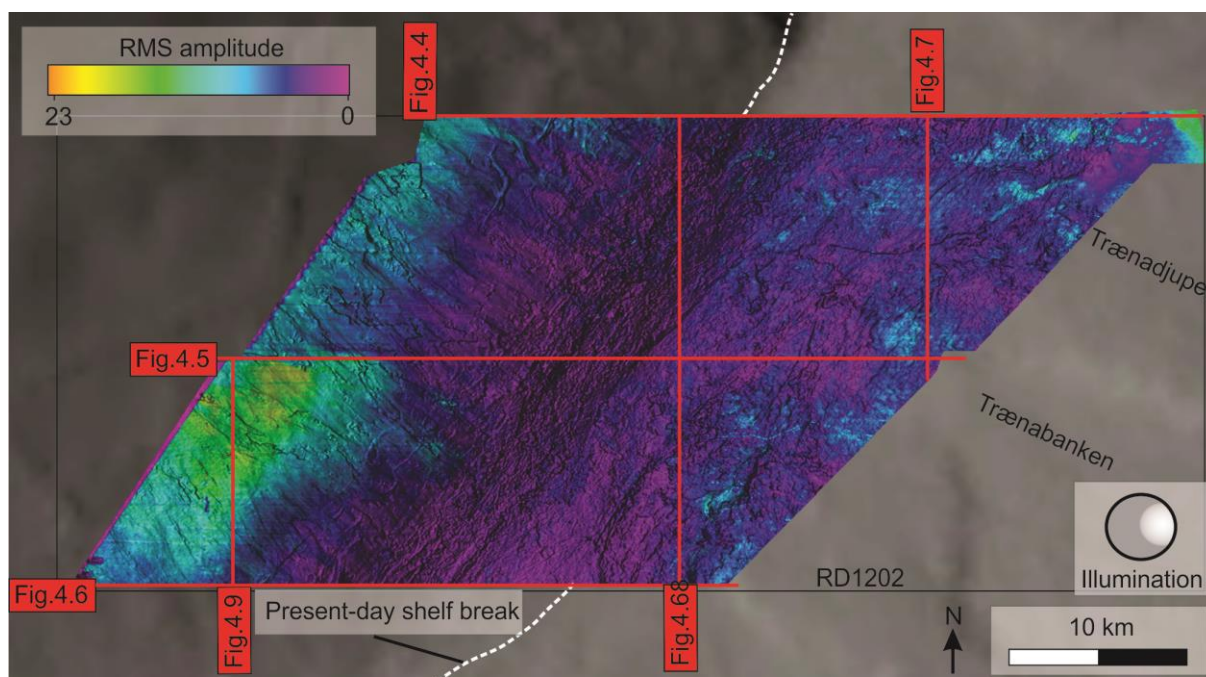 RMS amplitude
23
0
Fig.4.4
Fig.4.7
Trænadjupe
Fig.4.5
Trænabanken
Illumination
RD1202
Fig.4.6
Fig.4.9
Present-day shelf break
Fig.4.68
N
10 km